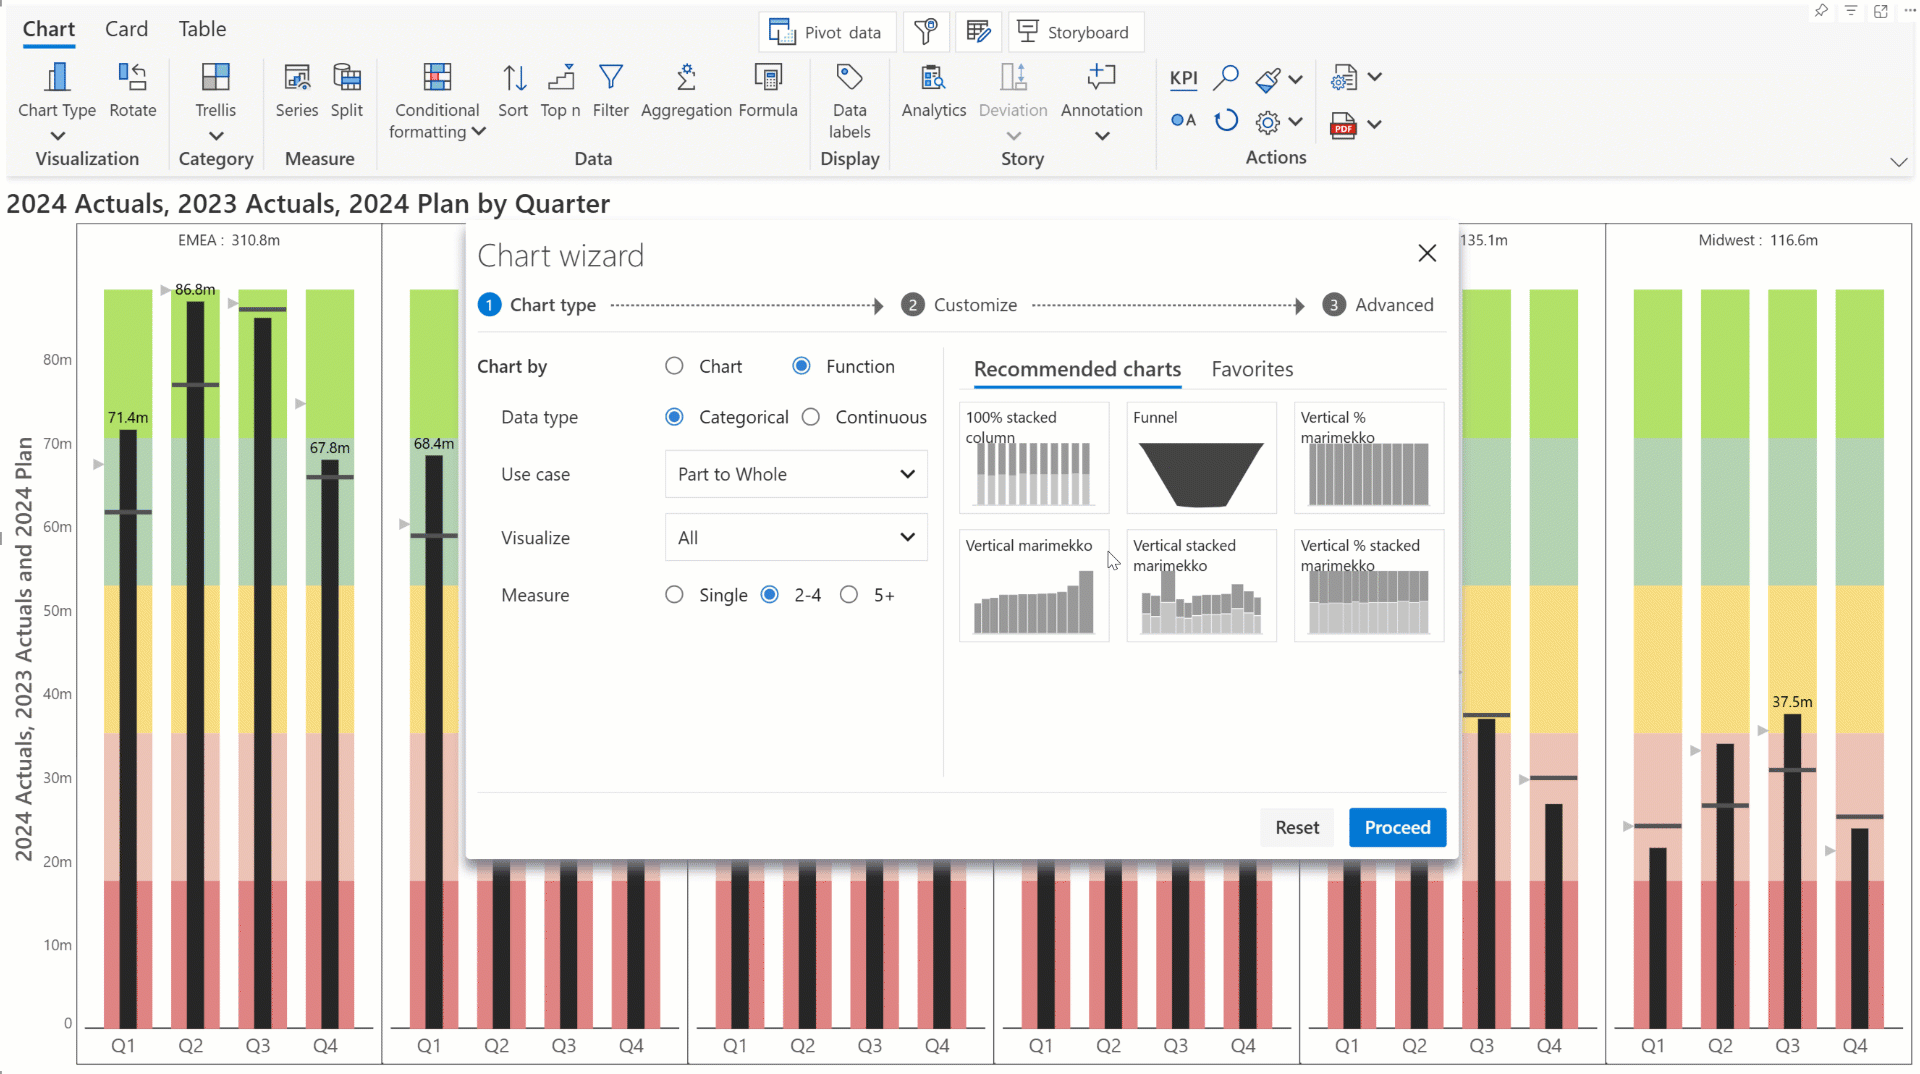 Chart Card Table
Pivot data Storyboard
Chart Type Rotate Trellis Series Split Conditional formatting Sort Top n Filter Aggregation Formula Data labels Analytics Deviation Annotation KPI
A PDF
Visualization Category Measure Data Display Story Actions
2024 Actuals, 2023 Actuals, 2024 Plan by Quarter
EMEA : 310.8m
135.1m
Midwest : 116.6m
Chart wizard
1 Chart type 2 Customize 3 Advanced
Chart by Chart Function
Data type Categorical Continuous
Use case Part to Whole
Visualize All
Measure Single 2-4 5+
Recommended charts Favorites
100% stacked column
Funnel
Vertical % marimekko
Vertical marimekko
Vertical stacked marimekko
Vertical % stacked marimekko
Reset Proceed
2024 Actuals, 2023 Actuals and 2024 Plan
80m
70m
60m
50m
40m
30m
20m
10m
0
71.4m
86.8m
67.8m
68.4m
37.5m
Q1 Q2 Q3 Q4 Q1 Q2 Q3 Q4 Q1 Q2 Q3 Q4 Q1 Q2 Q3 Q4 Q1 Q2 Q3 Q4 Q1 Q2 Q3 Q4